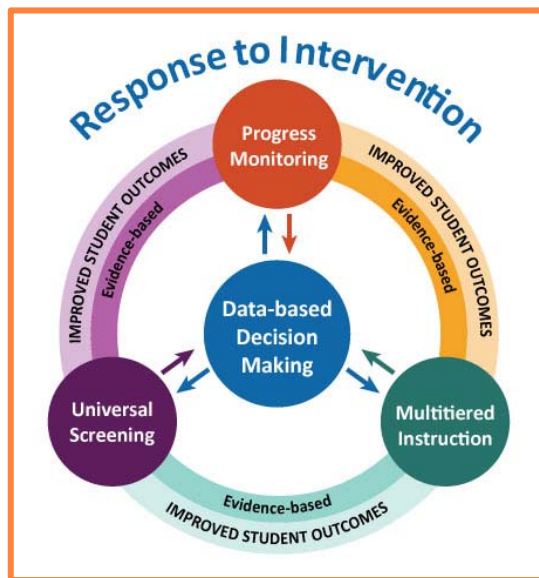 Response to Intervention
Progress
Monitoring
IMPROVED STUDENT OUTCOMES
Evidence-based
IMPROVED STUDENT OUTCOMES
Evidence-based
Data-based
Decision
Making
Universal
Screening
Multitiered
Instruction
Evidence-based
IMPROVED STUDENT OUTCOMES